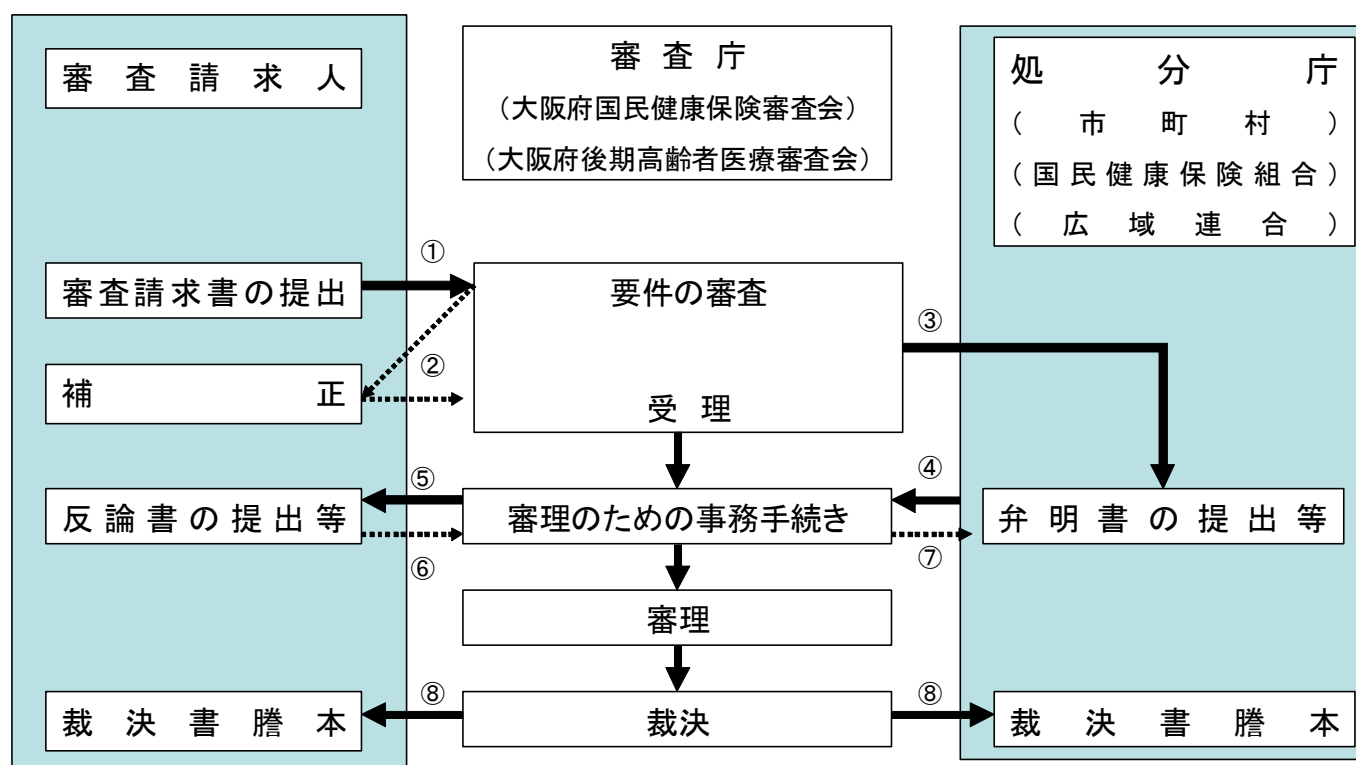 審査請求人
審査庁
（大阪府国民健康保険審査会）
（大阪府後期高齢者医療審査会）
処分庁
（市町村）
（国民健康保険組合）
（広域連合）
審査請求書の提出
①
要件の審査
③
補正
②
受理
反論書の提出等
⑤
審理のための事務手続き
④
弁明書の提出等
⑥
⑦
審理
裁決書謄本
⑧
裁決
⑧
裁決書謄本